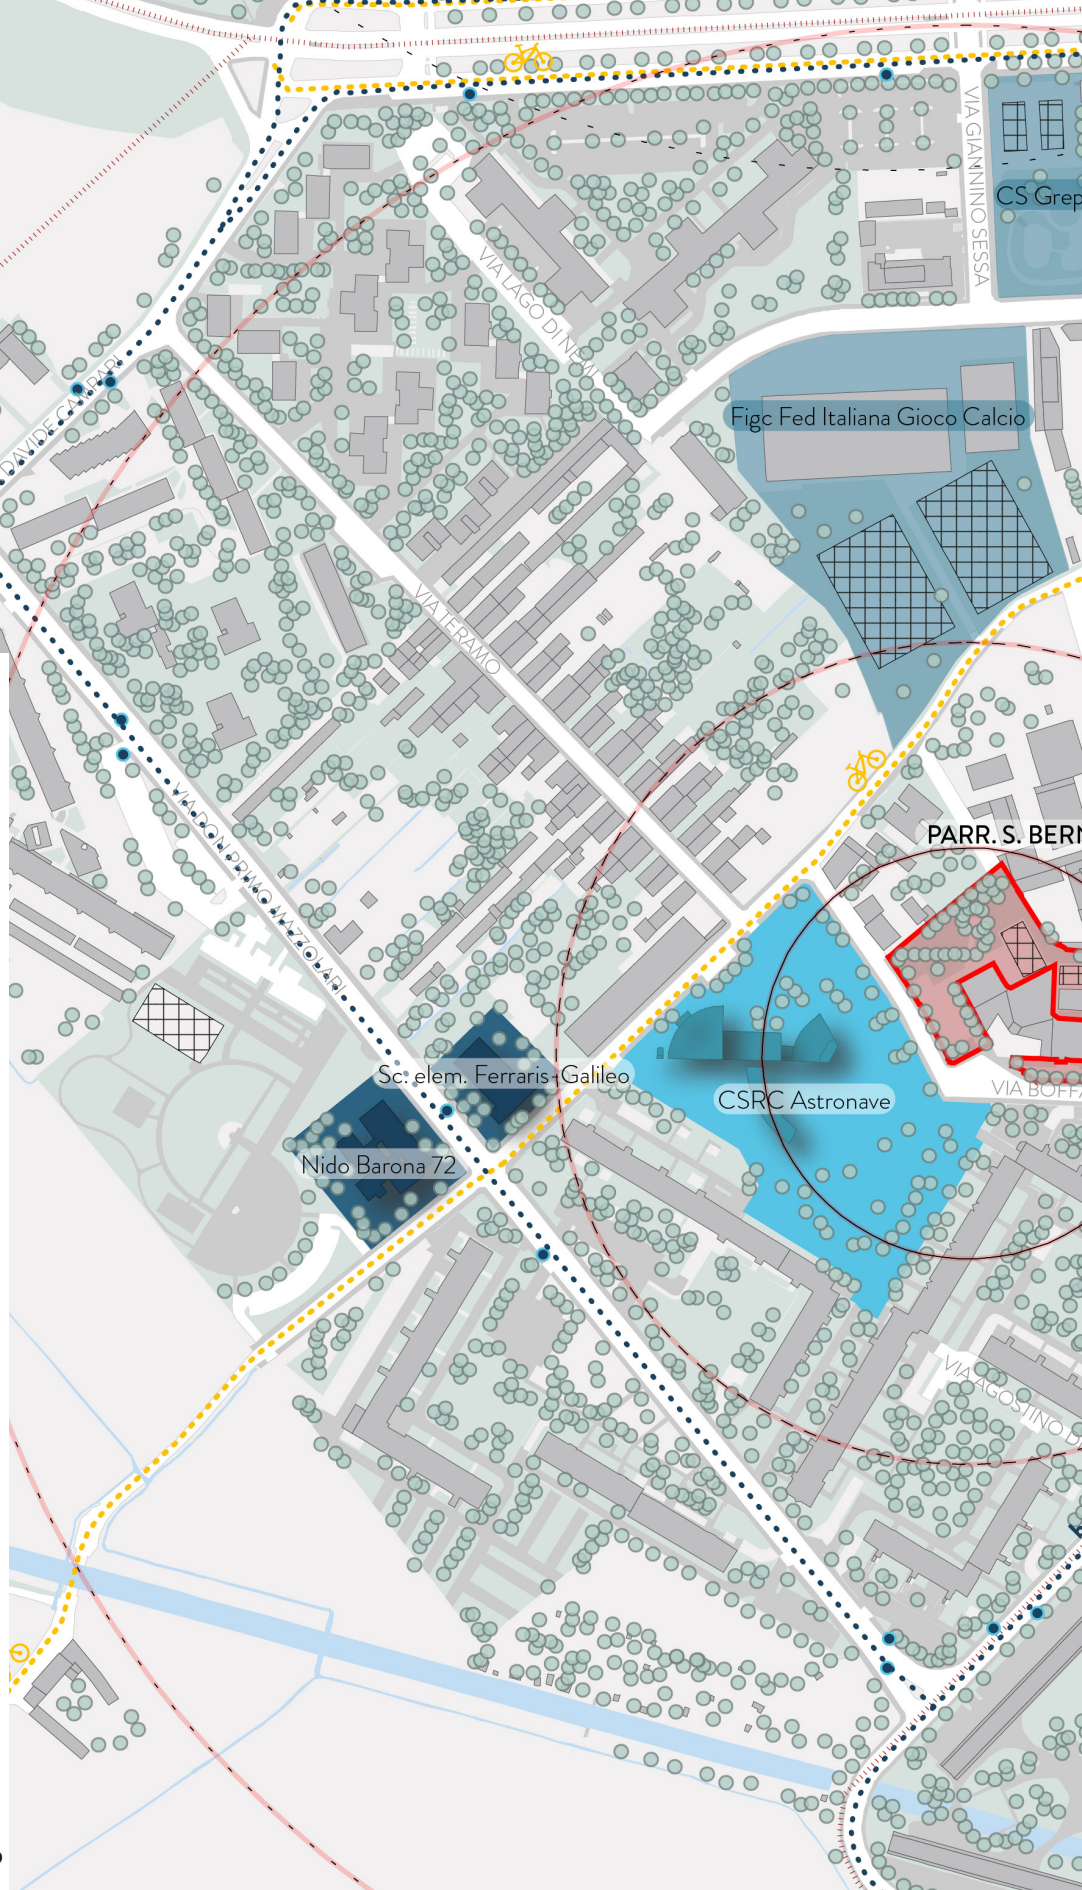 VIA GIANNINO SESSA
CS Grep
VIA LAGO DI NEMI
DAVIDE CAMPARI
Figc Fed Italiana Gioco Calcio
VIA TERAMO
VIA DON PRIMO MAZZOLARI
PARR. S. BERN
Sc. elem. Ferraris-Galileo
CSRC Astronave
VIA BOFFA
Nido Barona 72
VIA AGOSTINO D